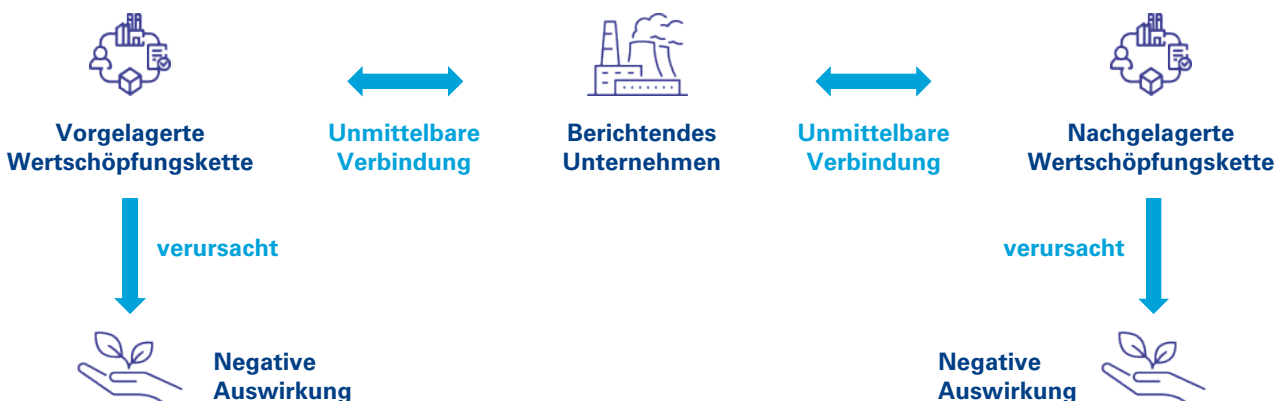 Vorgelagerte
Wertschöpfungskette
Unmittelbare
Verbindung
Berichtendes
Unternehmen
Unmittelbare
Verbindung
Nachgelagerte
Wertschöpfungskette
verursacht
verursacht
Negative
Auswirkung
Negative
Auswirkung